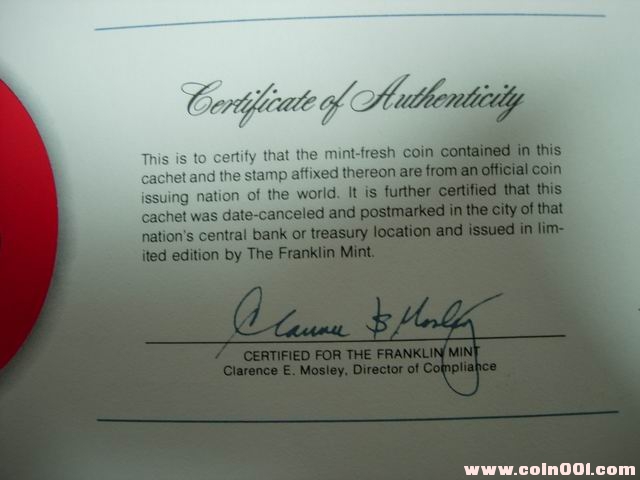 Certificate of Authenticity
This is to certify that the mint-fresh coin contained in this
cachet and the stamp affixed thereon are from an official coin
issuing nation of the world. It is further certified that this
cachet was date-canceled and postmarked in the city of that
nation's central bank or treasury location and issued in lim-
ited edition by The Franklin Mint.
Clarence B Mosley
CERTIFIED FOR THE FRANKLIN MINT
Clarence E. Mosley, Director of Compliance
www.coin001.com